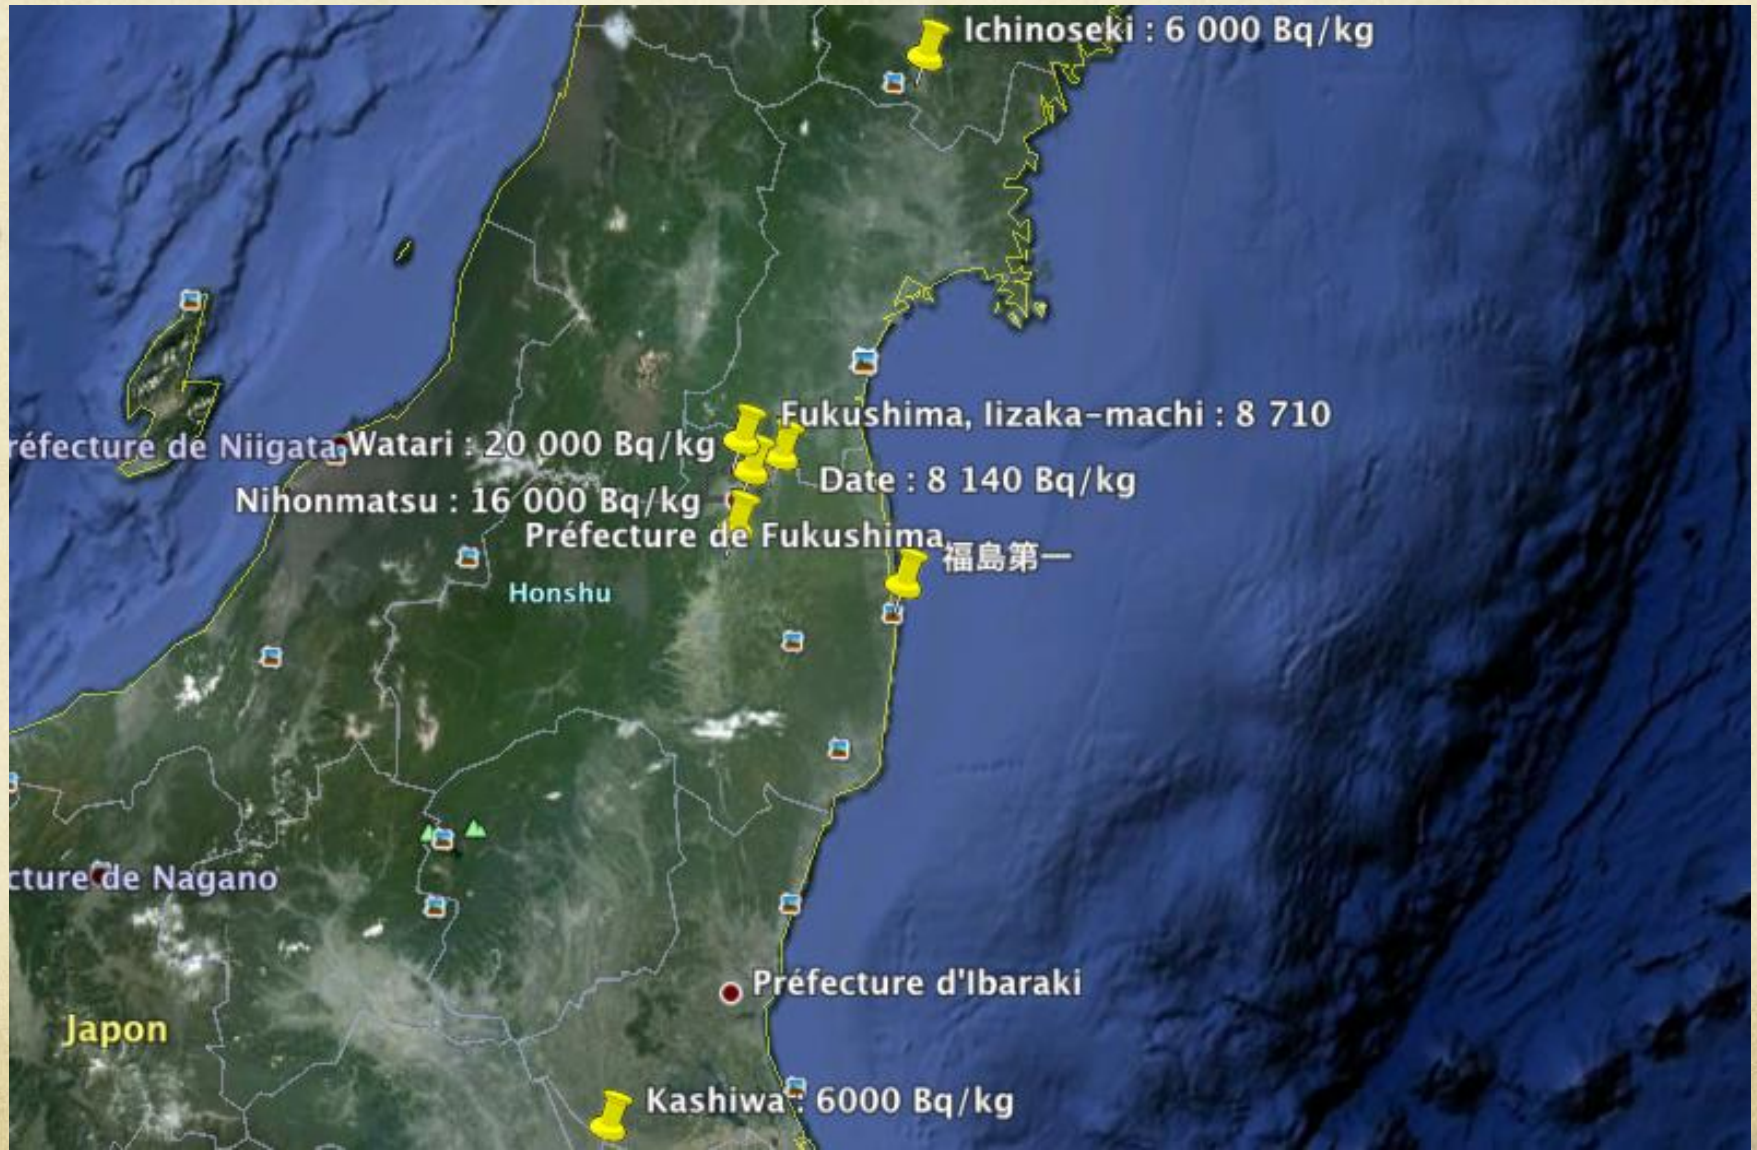 Ichinoseki : 6 000 Bq/kg
Fukushima, Iizaka-machi : 8 710
réfecture de Niigata
Watari : 20 000 Bq/kg
Date : 8 140 Bq/kg
Nihonmatsu : 16 000 Bq/kg
Préfecture de Fukushima
福島第一
Honshu
cture de Nagano
Préfecture d'Ibaraki
Japon
Kashiwa : 6000 Bq/kg